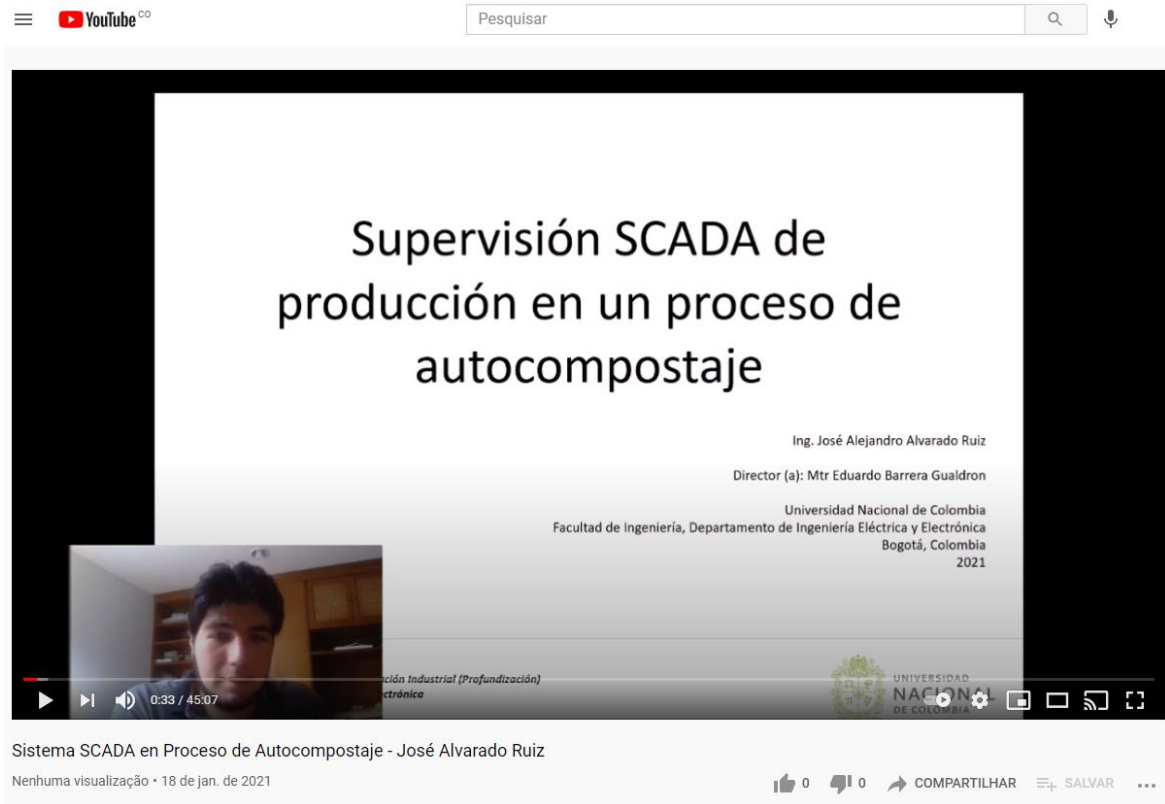 YouTube CO
Pesquisar
Supervisión SCADA de
producción en un proceso de
autocompostaje
Ing. José Alejandro Alvarado Ruiz
Director (a): Mtr Eduardo Barrera Gualdron
Universidad Nacional de Colombia
Facultad de Ingeniería, Departamento de Ingeniería Eléctrica y Electrónica
Bogotá, Colombia
2021
Industrial (Profundización)
UNIVERSIDAD
NACIONAL
DE COLOMBIA
0:33 / 45:07
Sistema SCADA en Proceso de Autocompostaje - José Alvarado Ruiz
Nenhuma visualização • 18 de jan. de 2021
0 0 COMPARTILHAR SALVAR